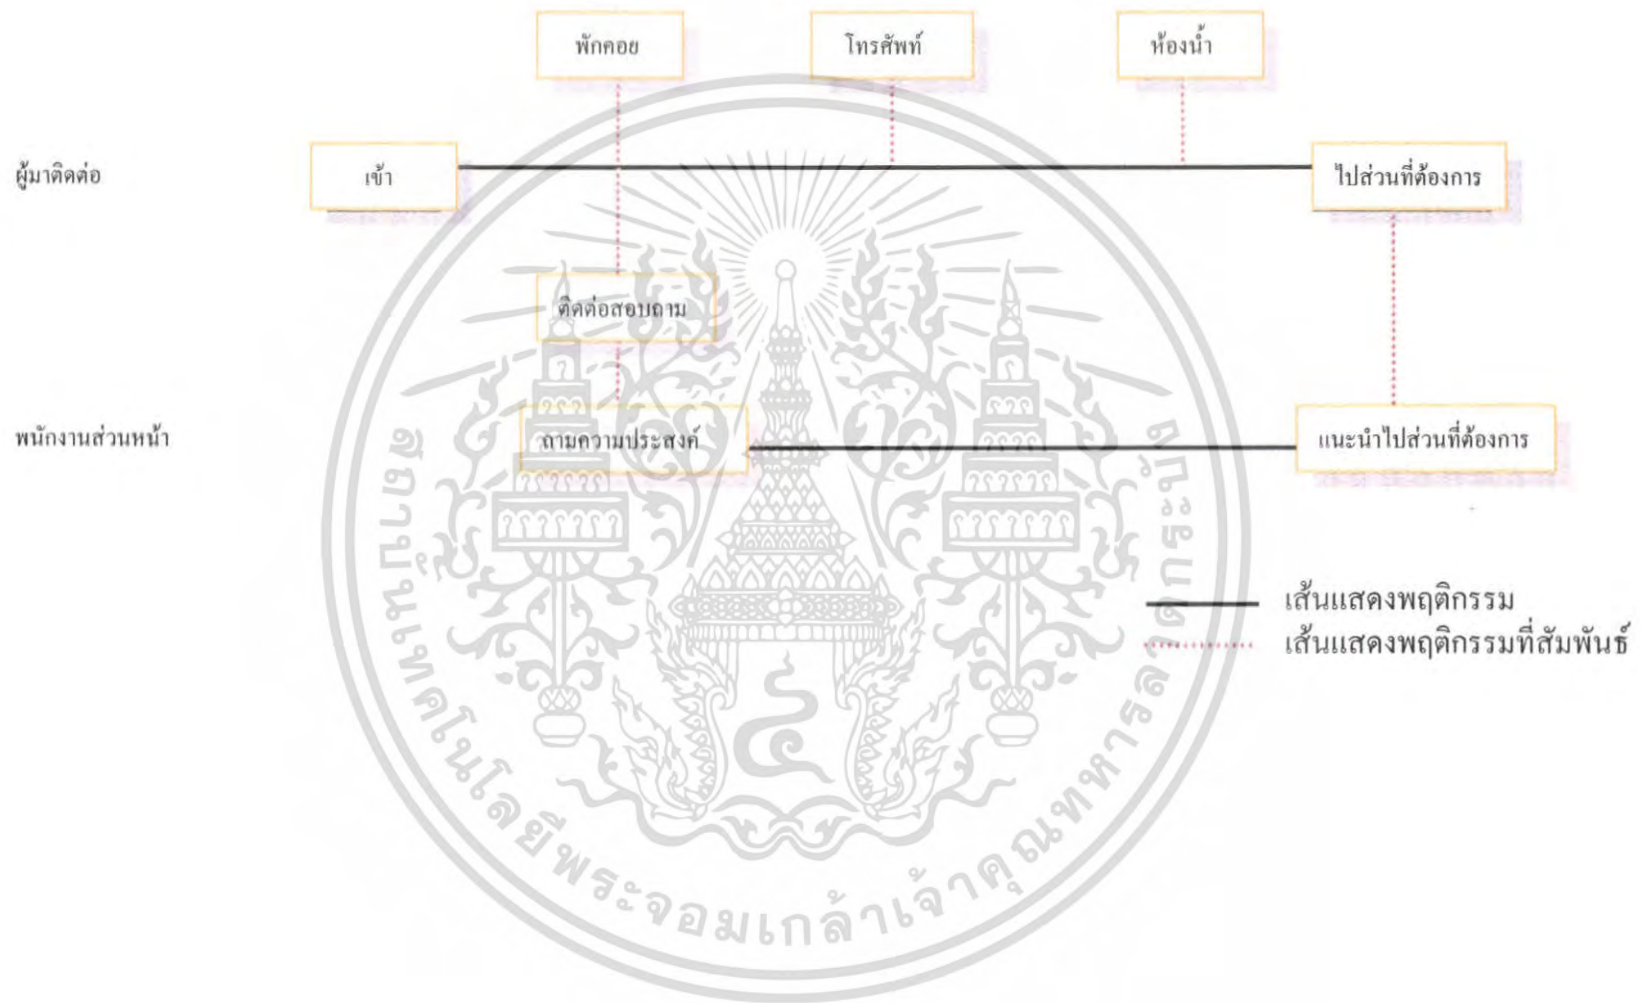 พักคอย
โทรศัพท์
ห้องน้ำ
ผู้มาติดต่อ
เข้า
ไปส่วนที่ต้องการ
ติดต่อสอบถาม
พนักงานส่วนหน้า
ถามความประสงค์
แนะนำไปส่วนที่ต้องการ
เส้นแสดงพฤติกรรม
เส้นแสดงพฤติกรรมที่สัมพันธ์
สถาบันเทคโนโลยีพระจอมเกล้าเจ้าคุณทหารลาดกระบัง